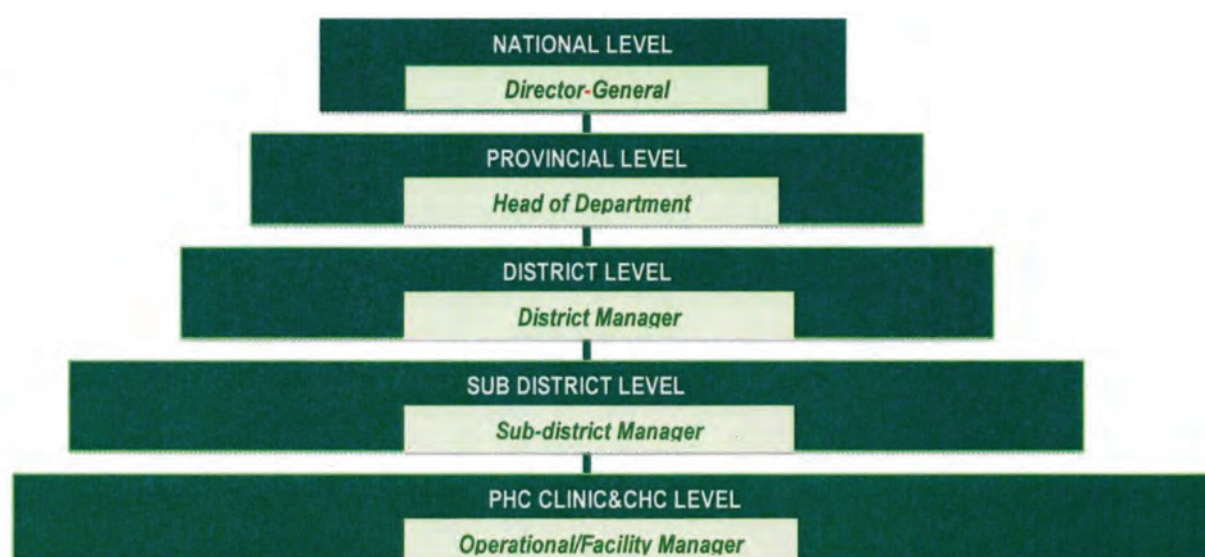 NATIONAL LEVEL
Director-General
PROVINCIAL LEVEL
Head of Department
DISTRICT LEVEL
District Manager
SUB DISTRICT LEVEL
Sub-district Manager
PHC CLINIC&CHC LEVEL
Operational/Facility Manager